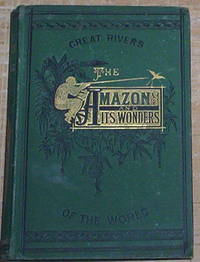 GREAT RIVERS
THE
AMAZON
AND
ITS WONDERS
OF THE WORLD